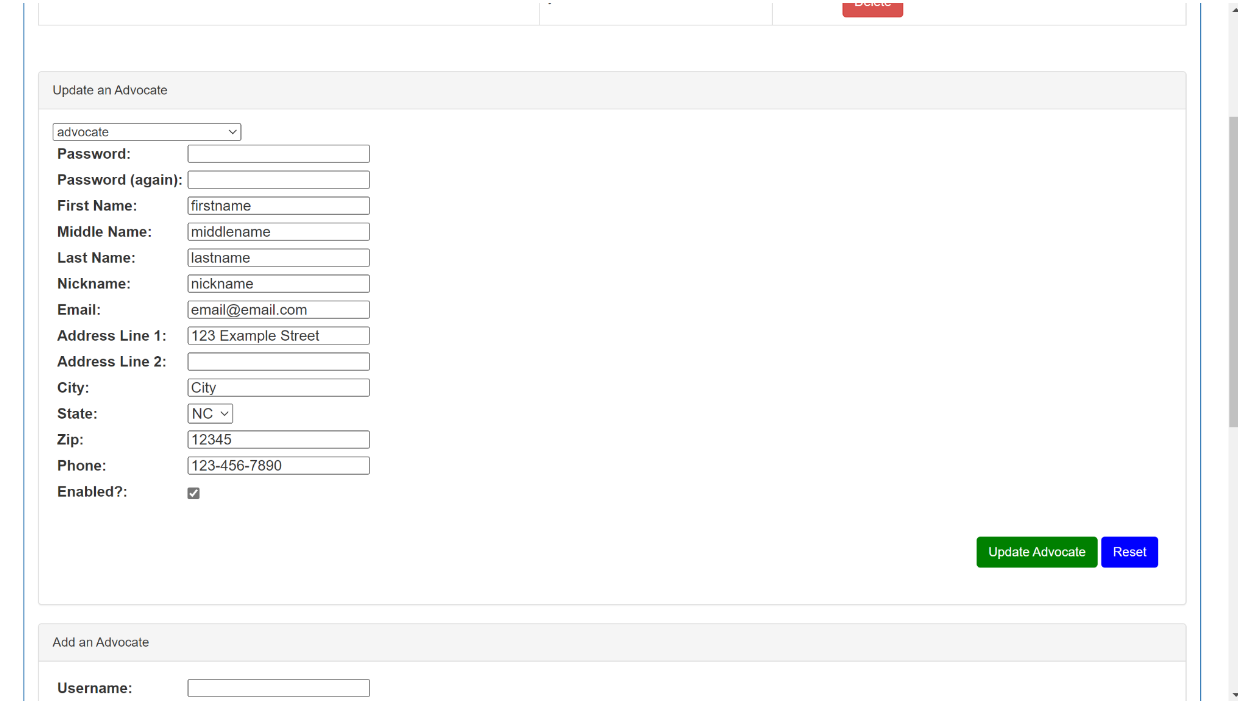 Delete
Update an Advocate
advocate
Password:
Password (again):
First Name: firstname
Middle Name: middlename
Last Name: lastname
Nickname: nickname
Email: email@email.com
Address Line 1: 123 Example Street
Address Line 2:
City: City
State: NC
Zip: 12345
Phone: 123-456-7890
Enabled?:
Update Advocate Reset
Add an Advocate
Username: